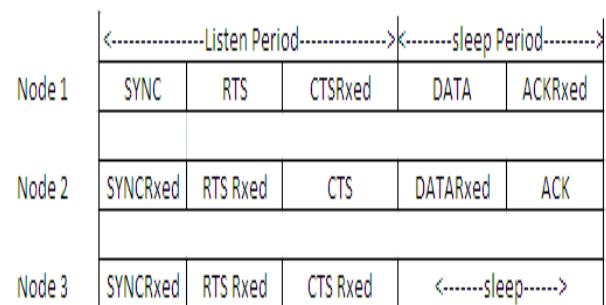 <----------------Listen Period---------------><-------sleep Period-------->
Node 1 SYNC RTS CTSRxed DATA ACKRxed
Node 2 SYNCRxed RTS Rxed CTS DATARxed ACK
Node 3 SYNCRxed RTS Rxed CTS Rxed <-------sleep------>